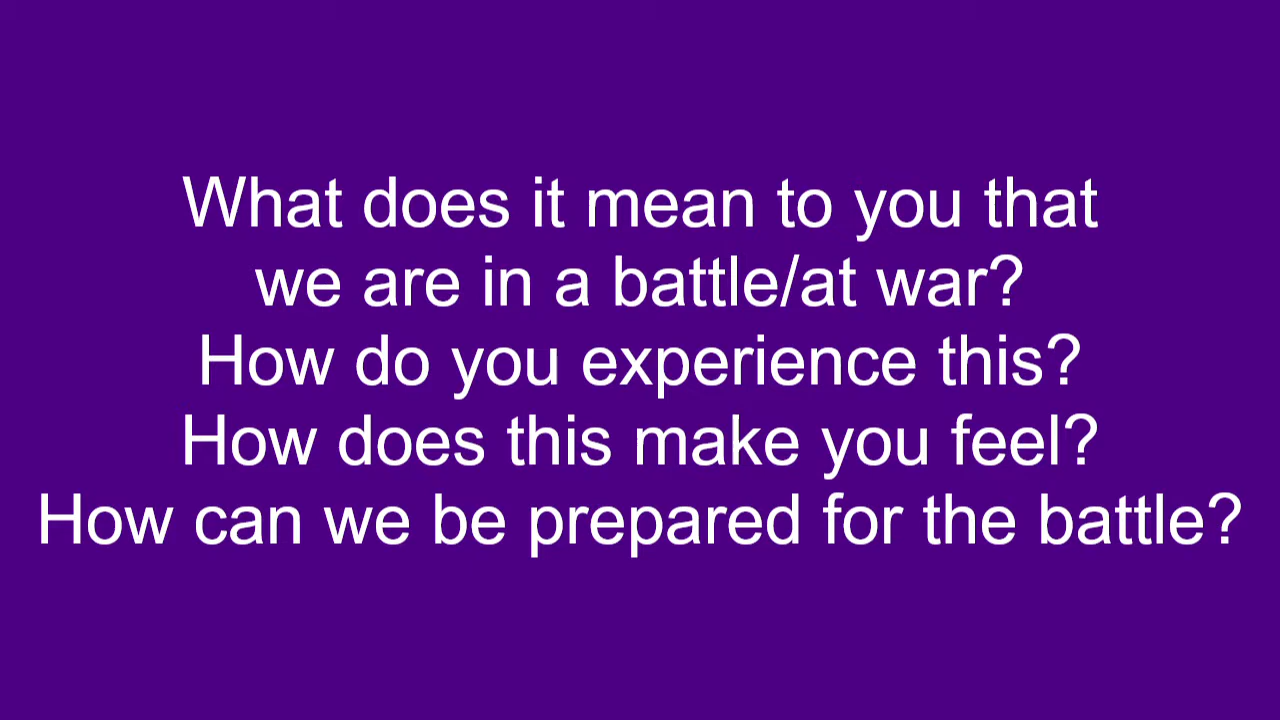 What does it mean to you that
we are in a battle/at war?
How do you experience this?
How does this make you feel?
How can we be prepared for the battle?